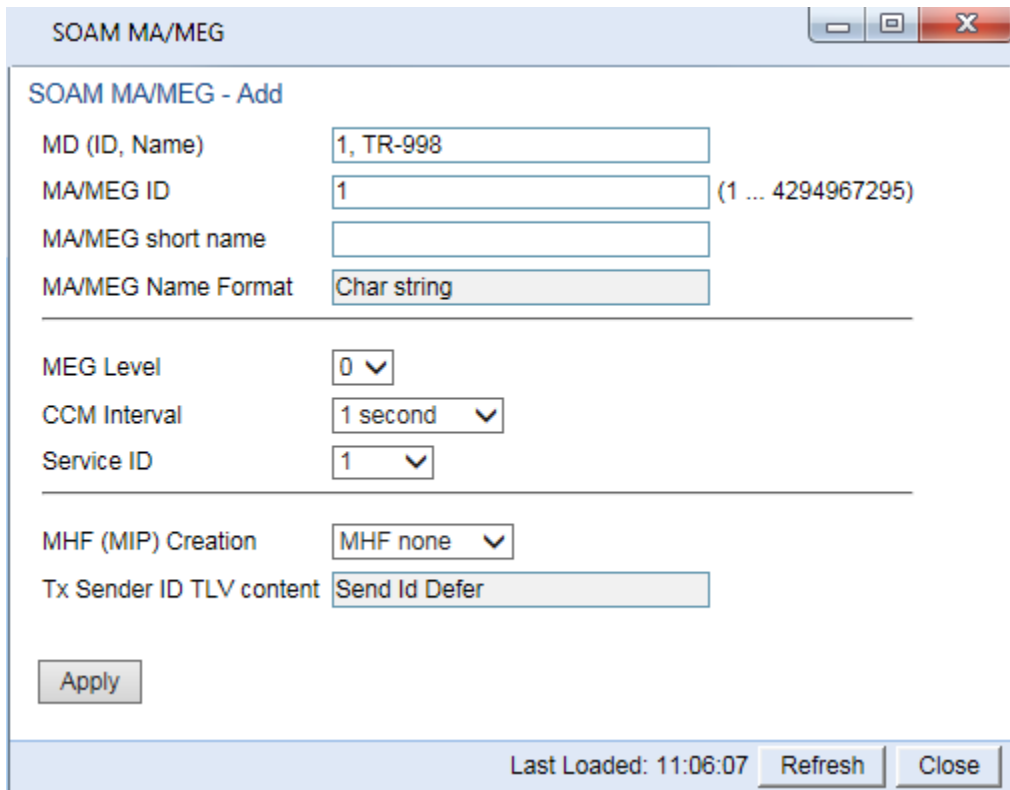 SOAM MA/MEG
SOAM MA/MEG - Add
MD (ID, Name) 1, TR-998
MA/MEG ID 1 (1 ... 4294967295)
MA/MEG short name
MA/MEG Name Format Char string
MEG Level 0
CCM Interval 1 second
Service ID 1
MHF (MIP) Creation MHF none
Tx Sender ID TLV content Send Id Defer
Apply
Last Loaded: 11:06:07 Refresh Close